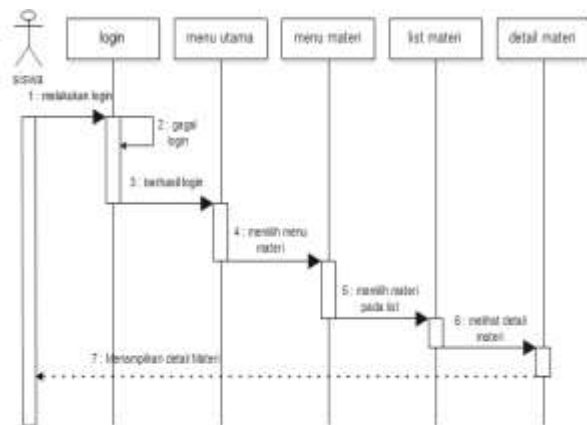 login
menu utama
menu materi
list materi
detail materi
siswa
1 : melakukan login
2 : gagal
login
3 : berhasil login
4 : memilih menu
materi
5 : memilih materi
pada list
6 : melihat detail
materi
7 : Menampilkan detail Materi